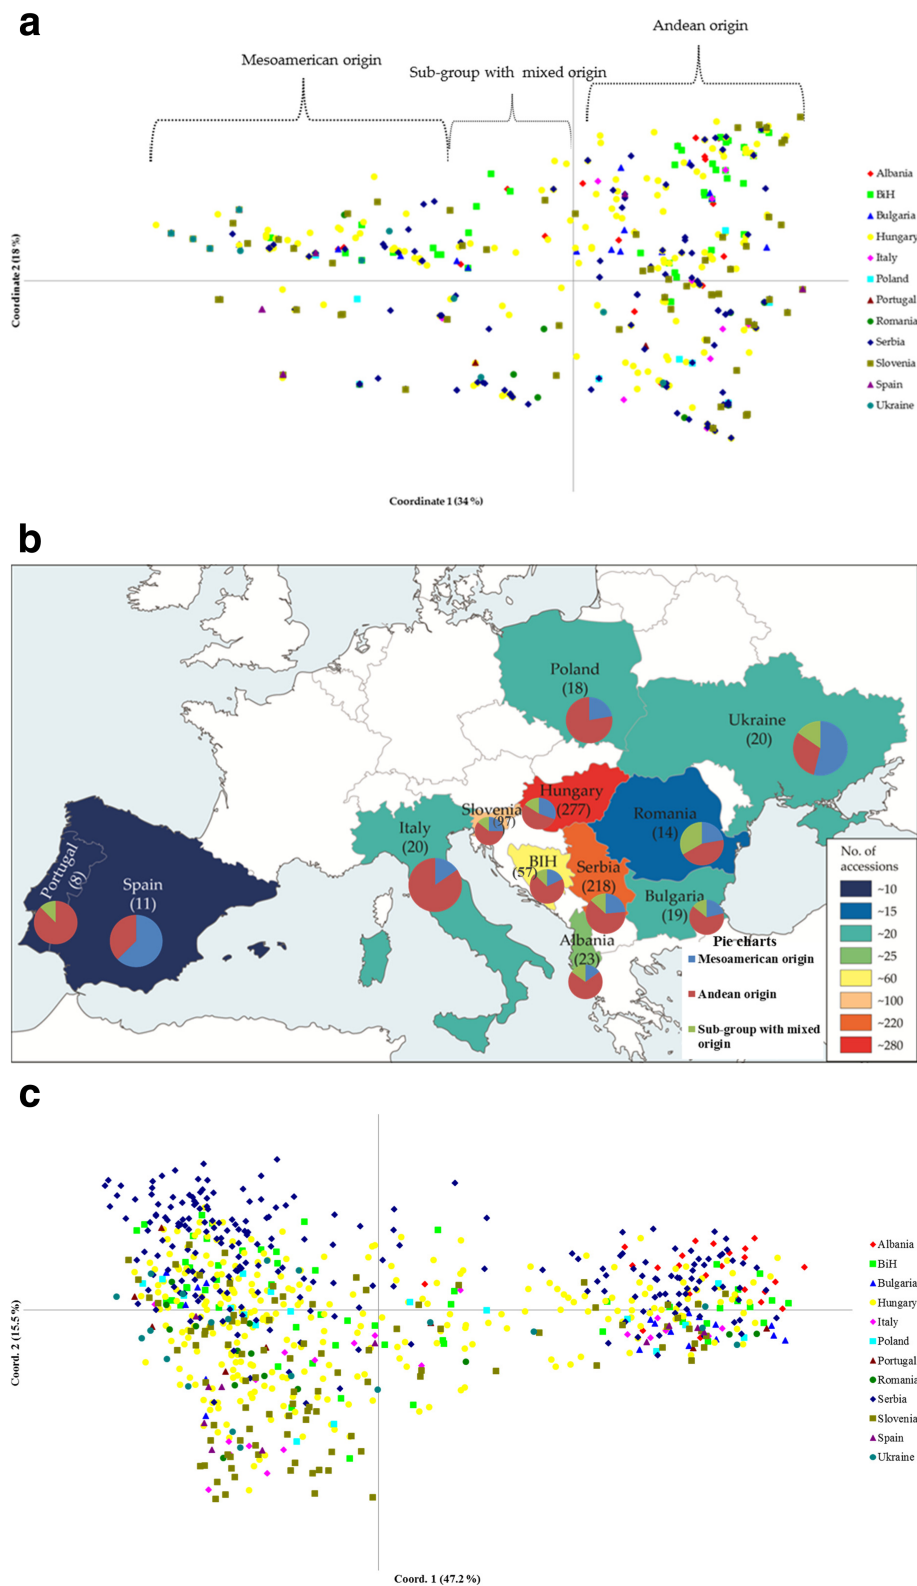 a
Andean origin
Mesoamerican origin
Sub-group with mixed origin
Albania
BiH
Bulgaria
Hungary
Italy
Poland
Portugal
Romania
Serbia
Slovenia
Spain
Ukraine
Coordinate 2 (18 %)
Coordinate 1 (34 %)
b
Poland
(18)
Ukraine
(20)
Hungary
(277)
Slovenia
(97)
Romania
(14)
Italy
(20)
Portugal
(8)
Spain
(11)
BIH
(57)
Serbia
(218)
Bulgaria
(19)
Albania
(23)
No. of
accessions
~10
~15
~20
~25
~60
~100
~220
~280
Pie charts
Mesoamerican origin
Andean origin
Sub-group with mixed
origin
c
Albania
BiH
Bulgaria
Hungary
Italy
Poland
Portugal
Romania
Serbia
Slovenia
Spain
Ukraine
Coord. 2 (15.5 %)
Coord. 1 (47.2 %)